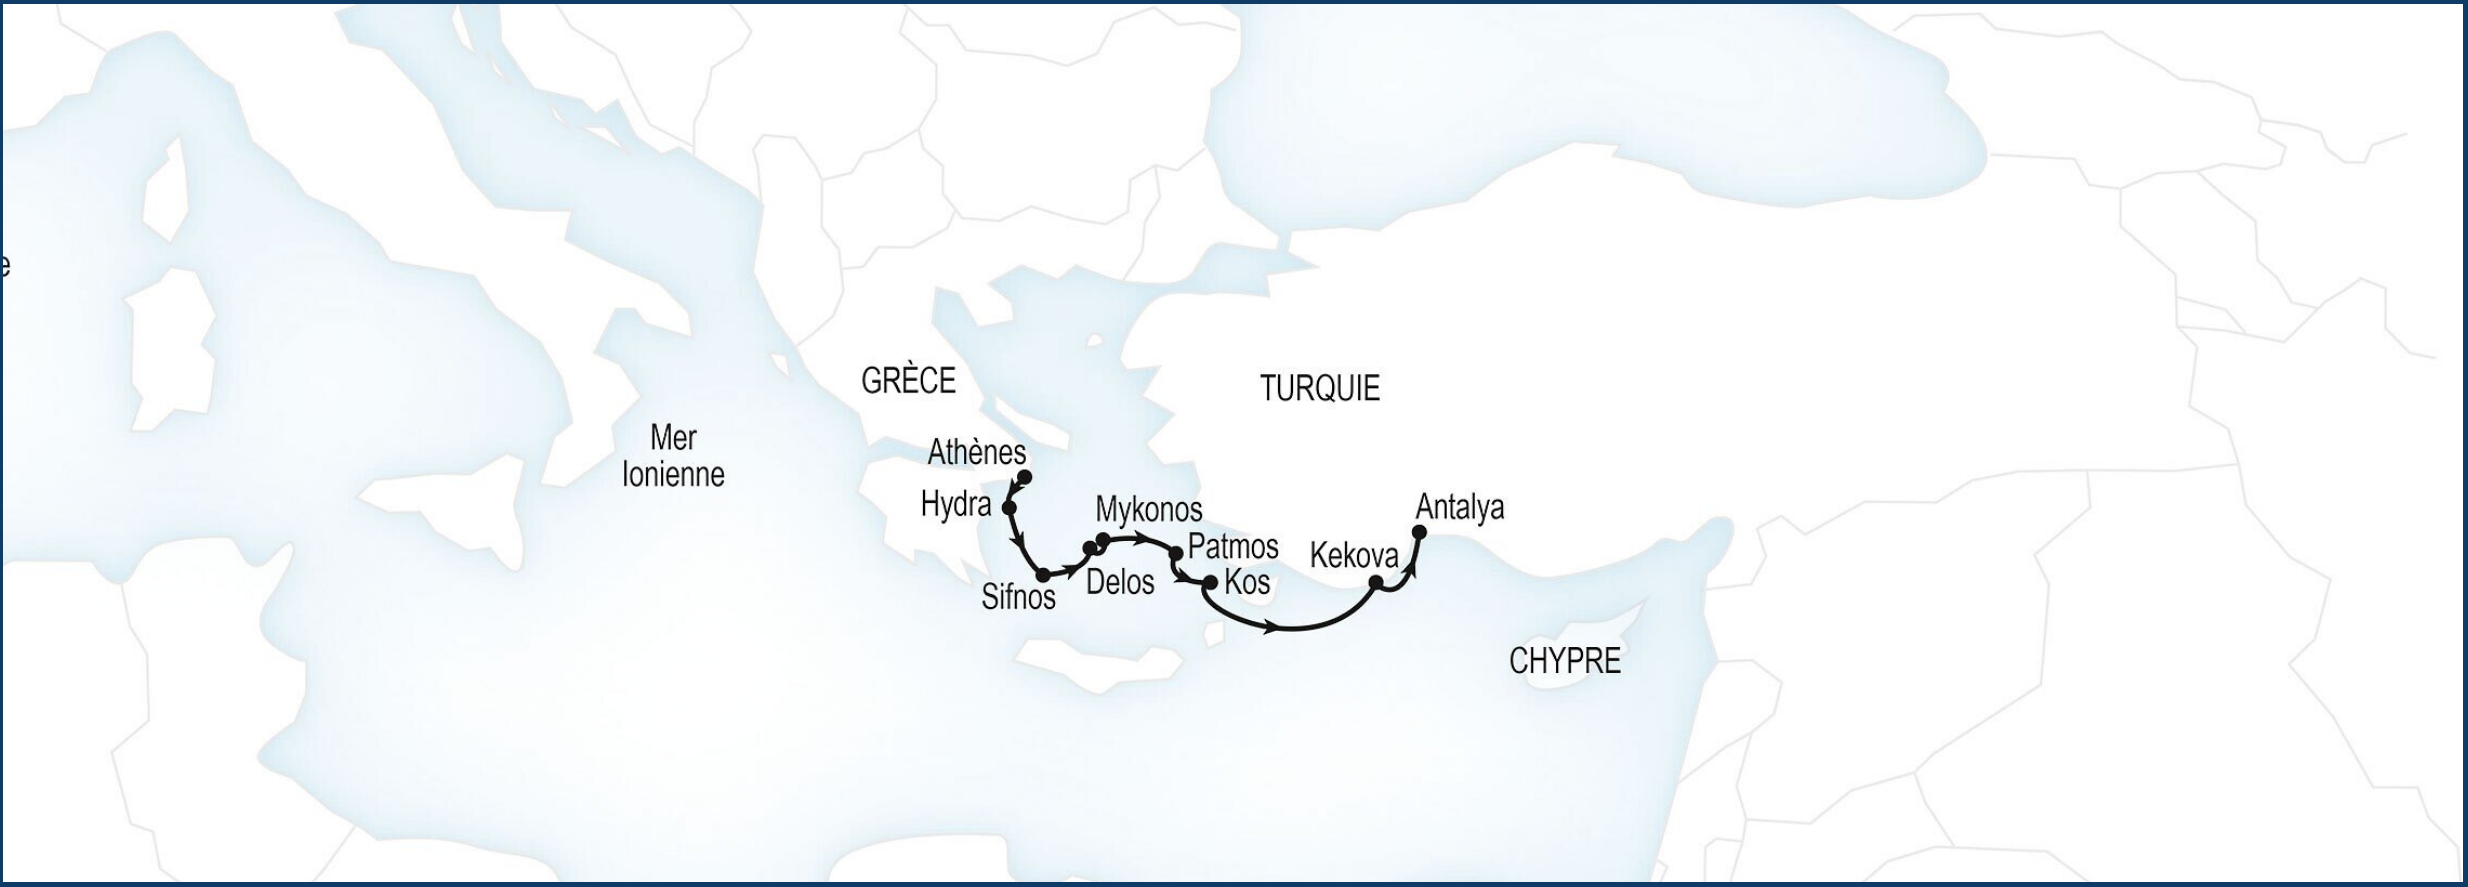 GRÈCE
TURQUIE
Mer
Ionienne
Athènes
Hydra
Mykonos
Antalya
Patmos
Kekova
Sifnos
Delos
Kos
CHYPRE